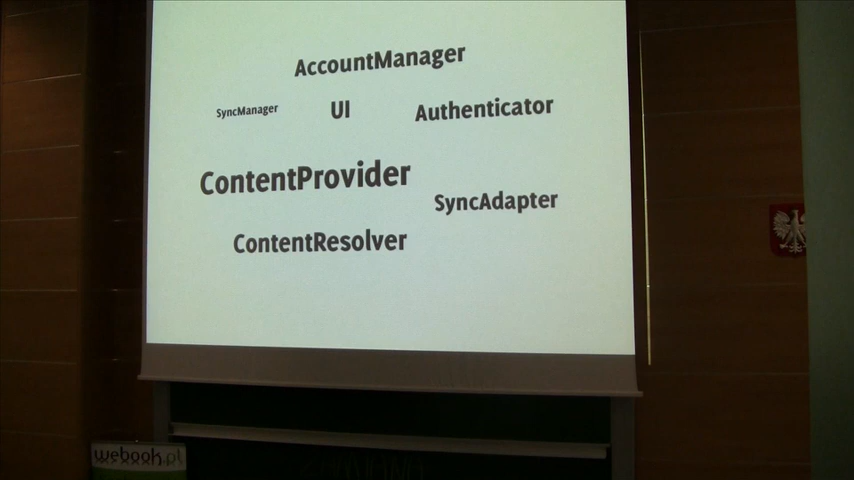 AccountManager
SyncManager UI Authenticator
ContentProvider
SyncAdapter
ContentResolver
webook.pl